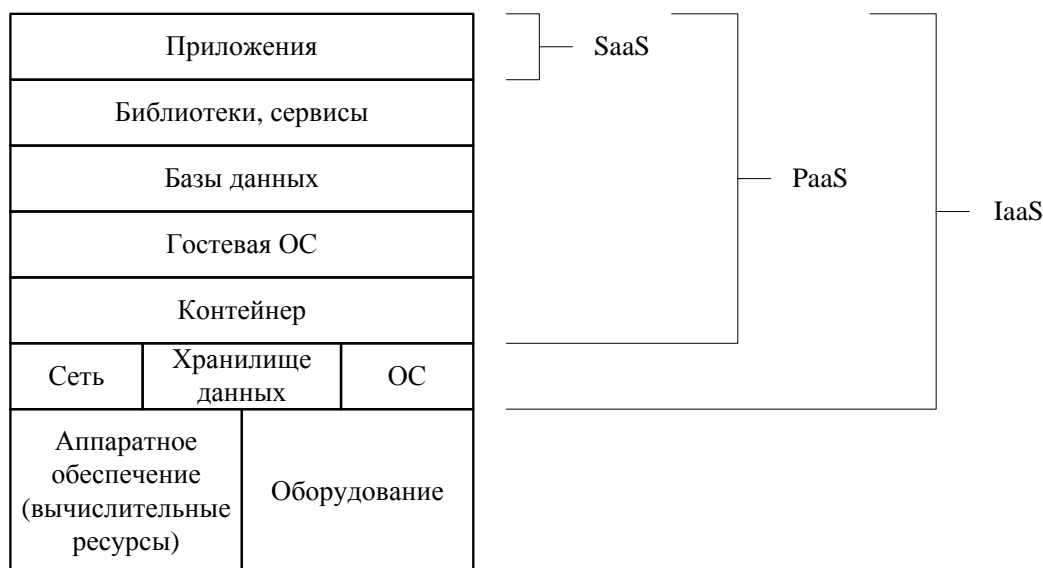 Приложения
SaaS
Библиотеки, сервисы
Базы данных
PaaS
IaaS
Гостевая ОС
Контейнер
Сеть
Хранилище
данных
ОС
Аппаратное
обеспечение
(вычислительные
ресурсы)
Оборудование